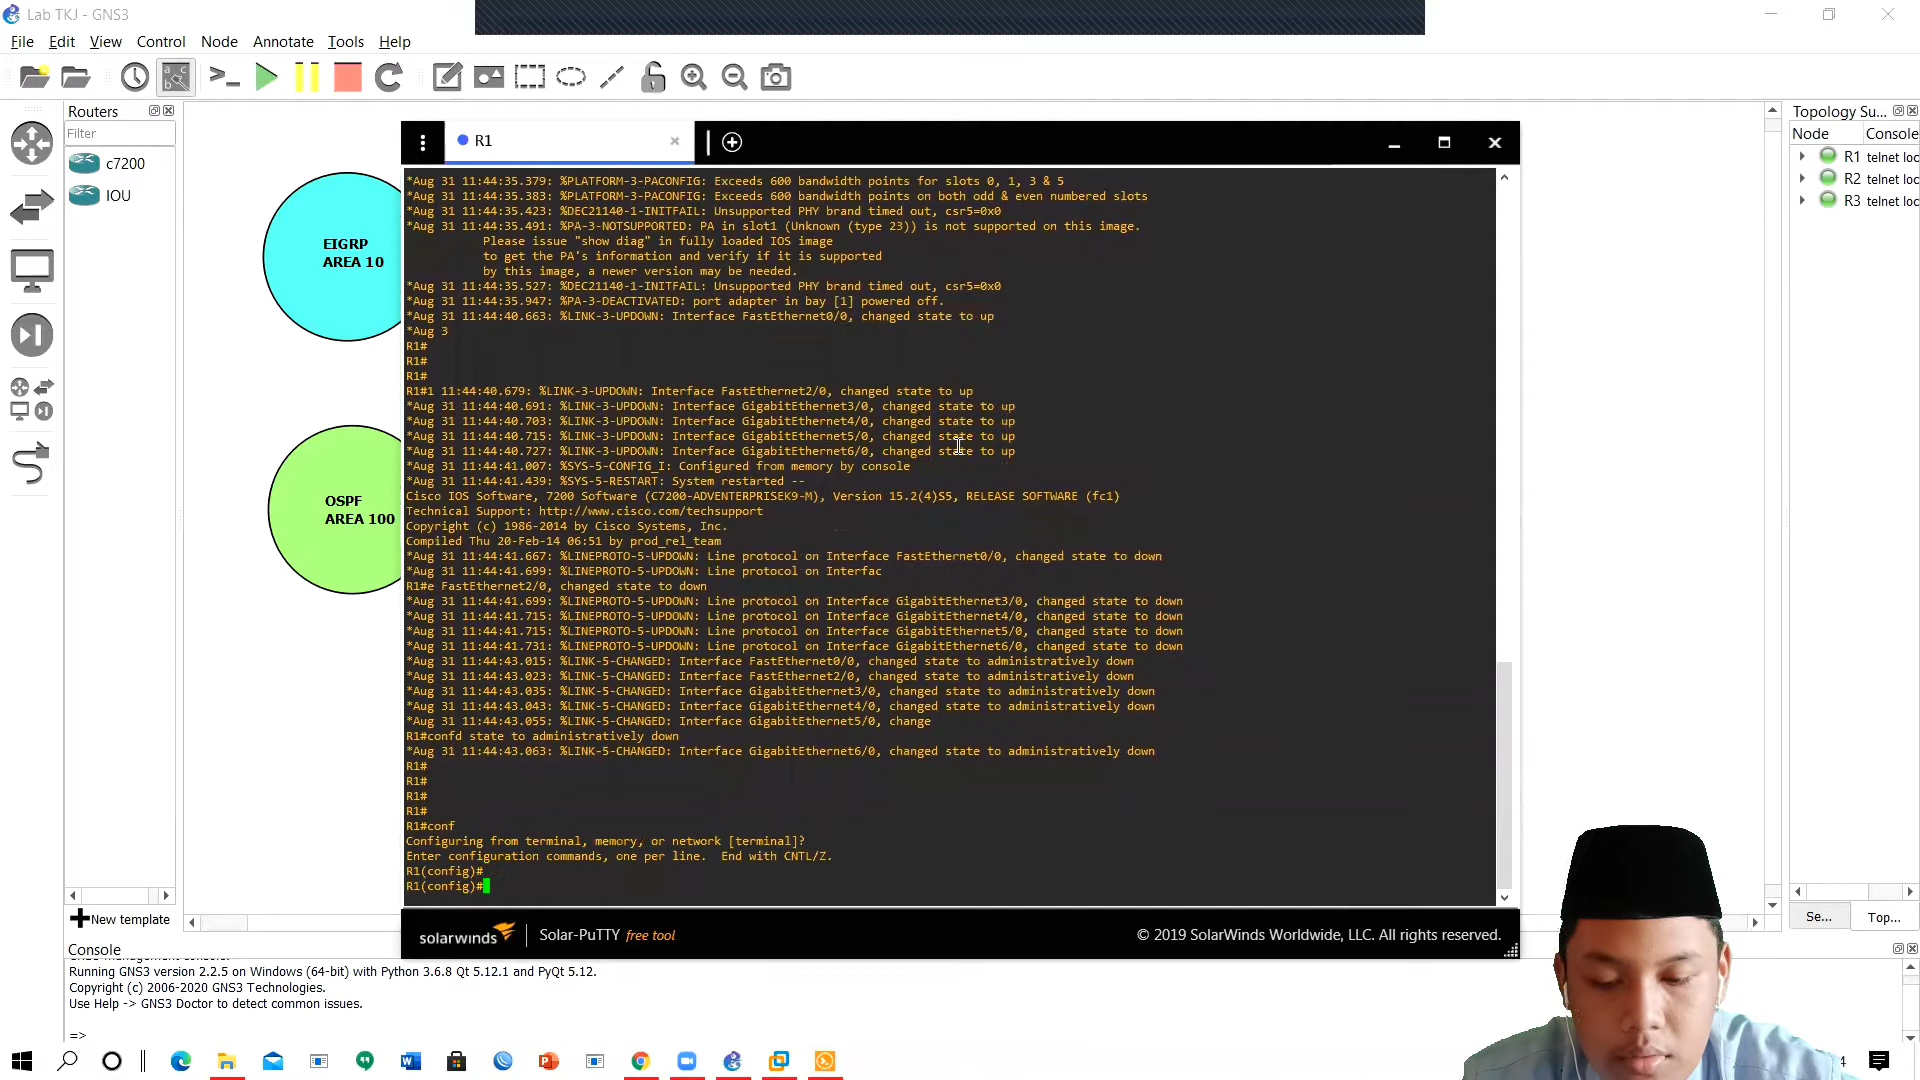 Lab TKJ - GNS3
File Edit View Control Node Annotate Tools Help
Routers
Filter
c7200
IOU
EIGRP
AREA 10
OSPF
AREA 100
R1
*Aug 31 11:44:35.379: %PLATFORM-3-PACONFIG: Exceeds 600 bandwidth points for slots 0, 1, 3 & 5
*Aug 31 11:44:35.383: %PLATFORM-3-PACONFIG: Exceeds 600 bandwidth points on both odd & even numbered slots
*Aug 31 11:44:35.423: %DEC21140-1-INITFAIL: Unsupported PHY brand timed out, csr5=0x0
*Aug 31 11:44:35.491: %PA-3-NOTSUPPORTED: PA in slot1 (Unknown (type 23)) is not supported on this image.
Please issue "show diag" in fully loaded IOS image
to get the PA's information and verify if it is supported
by this image, a newer version may be needed.
*Aug 31 11:44:35.527: %DEC21140-1-INITFAIL: Unsupported PHY brand timed out, csr5=0x0
*Aug 31 11:44:35.947: %PA-3-DEACTIVATED: port adapter in bay [1] powered off.
*Aug 31 11:44:40.663: %LINK-3-UPDOWN: Interface FastEthernet0/0, changed state to up
*Aug 3
R1#
R1#
R1#
R1#1 11:44:40.679: %LINK-3-UPDOWN: Interface FastEthernet2/0, changed state to up
*Aug 31 11:44:40.691: %LINK-3-UPDOWN: Interface GigabitEthernet3/0, changed state to up
*Aug 31 11:44:40.703: %LINK-3-UPDOWN: Interface GigabitEthernet4/0, changed state to up
*Aug 31 11:44:40.715: %LINK-3-UPDOWN: Interface GigabitEthernet5/0, changed state to up
*Aug 31 11:44:40.727: %LINK-3-UPDOWN: Interface GigabitEthernet6/0, changed state to up
*Aug 31 11:44:41.007: %SYS-5-CONFIG_I: Configured from memory by console
*Aug 31 11:44:41.439: %SYS-5-RESTART: System restarted --
Cisco IOS Software, 7200 Software (C7200-ADVENTERPRISEK9-M), Version 15.2(4)S5, RELEASE SOFTWARE (fc1)
Technical Support: http://www.cisco.com/techsupport
Copyright (c) 1986-2014 by Cisco Systems, Inc.
Compiled Thu 20-Feb-14 06:51 by prod_rel_team
*Aug 31 11:44:41.667: %LINEPROTO-5-UPDOWN: Line protocol on Interface FastEthernet0/0, changed state to down
*Aug 31 11:44:41.699: %LINEPROTO-5-UPDOWN: Line protocol on Interfac
R1#e FastEthernet2/0, changed state to down
*Aug 31 11:44:41.699: %LINEPROTO-5-UPDOWN: Line protocol on Interface GigabitEthernet3/0, changed state to down
*Aug 31 11:44:41.715: %LINEPROTO-5-UPDOWN: Line protocol on Interface GigabitEthernet4/0, changed state to down
*Aug 31 11:44:41.715: %LINEPROTO-5-UPDOWN: Line protocol on Interface GigabitEthernet5/0, changed state to down
*Aug 31 11:44:41.731: %LINEPROTO-5-UPDOWN: Line protocol on Interface GigabitEthernet6/0, changed state to down
*Aug 31 11:44:43.015: %LINK-5-CHANGED: Interface FastEthernet0/0, changed state to administratively down
*Aug 31 11:44:43.023: %LINK-5-CHANGED: Interface FastEthernet2/0, changed state to administratively down
*Aug 31 11:44:43.035: %LINK-5-CHANGED: Interface GigabitEthernet3/0, changed state to administratively down
*Aug 31 11:44:43.043: %LINK-5-CHANGED: Interface GigabitEthernet4/0, changed state to administratively down
*Aug 31 11:44:43.055: %LINK-5-CHANGED: Interface GigabitEthernet5/0, change
R1#confd state to administratively down
*Aug 31 11:44:43.063: %LINK-5-CHANGED: Interface GigabitEthernet6/0, changed state to administratively down
R1#
R1#
R1#
R1#
R1#conf
Configuring from terminal, memory, or network [terminal]?
Enter configuration commands, one per line. End with CNTL/Z.
R1(config)#
R1(config)#
solarwinds Solar-PuTTY free tool © 2019 SolarWinds Worldwide, LLC. All rights reserved.
Topology Su...
Node Console
R1 telnet loc
R2 telnet loc
R3 telnet loc
Se... Top...
New template
Console
Running GNS3 version 2.2.5 on Windows (64-bit) with Python 3.6.8 Qt 5.12.1 and PyQt 5.12.
Copyright (c) 2006-2020 GNS3 Technologies.
Use Help -> GNS3 Doctor to detect common issues.
=>